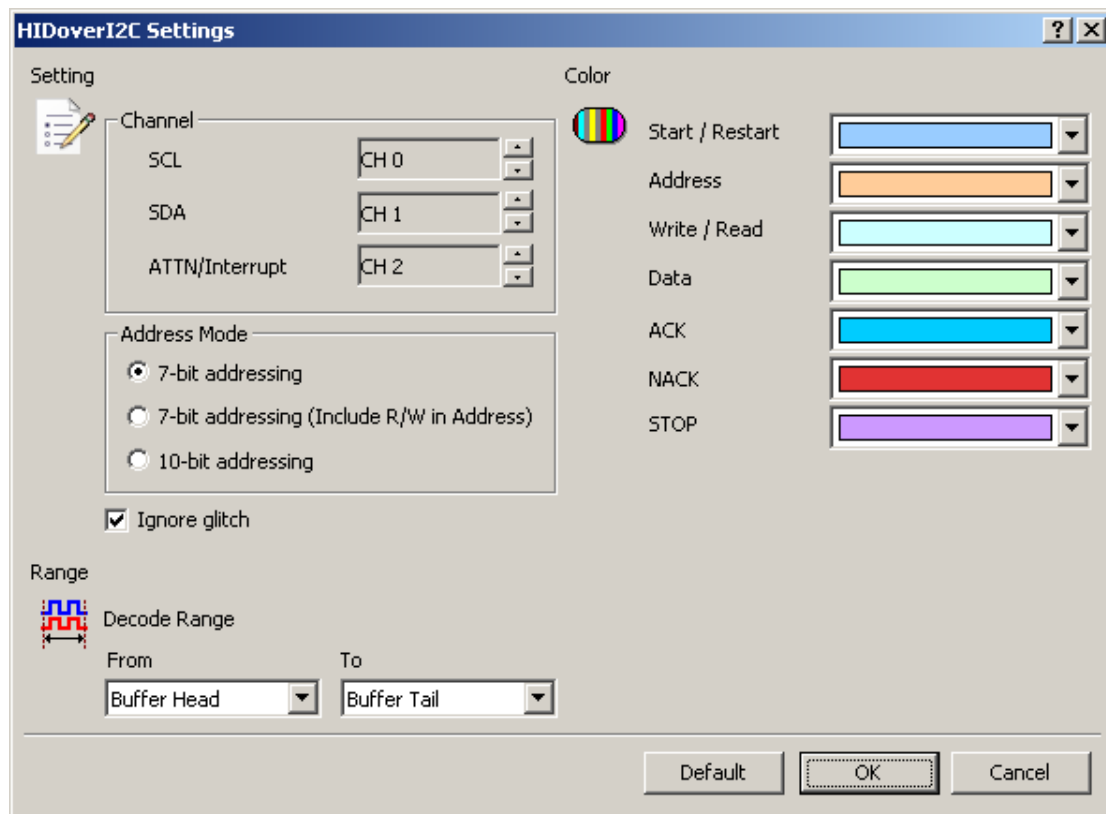 HIDoverI2C Settings
Setting
Channel
SCL
CH 0
SDA
CH 1
ATTN/Interrupt
CH 2
Address Mode
7-bit addressing
7-bit addressing (Include R/W in Address)
10-bit addressing
Ignore glitch
Color
Start / Restart
Address
Write / Read
Data
ACK
NACK
STOP
Range
Decode Range
From
To
Buffer Head
Buffer Tail
Default
OK
Cancel